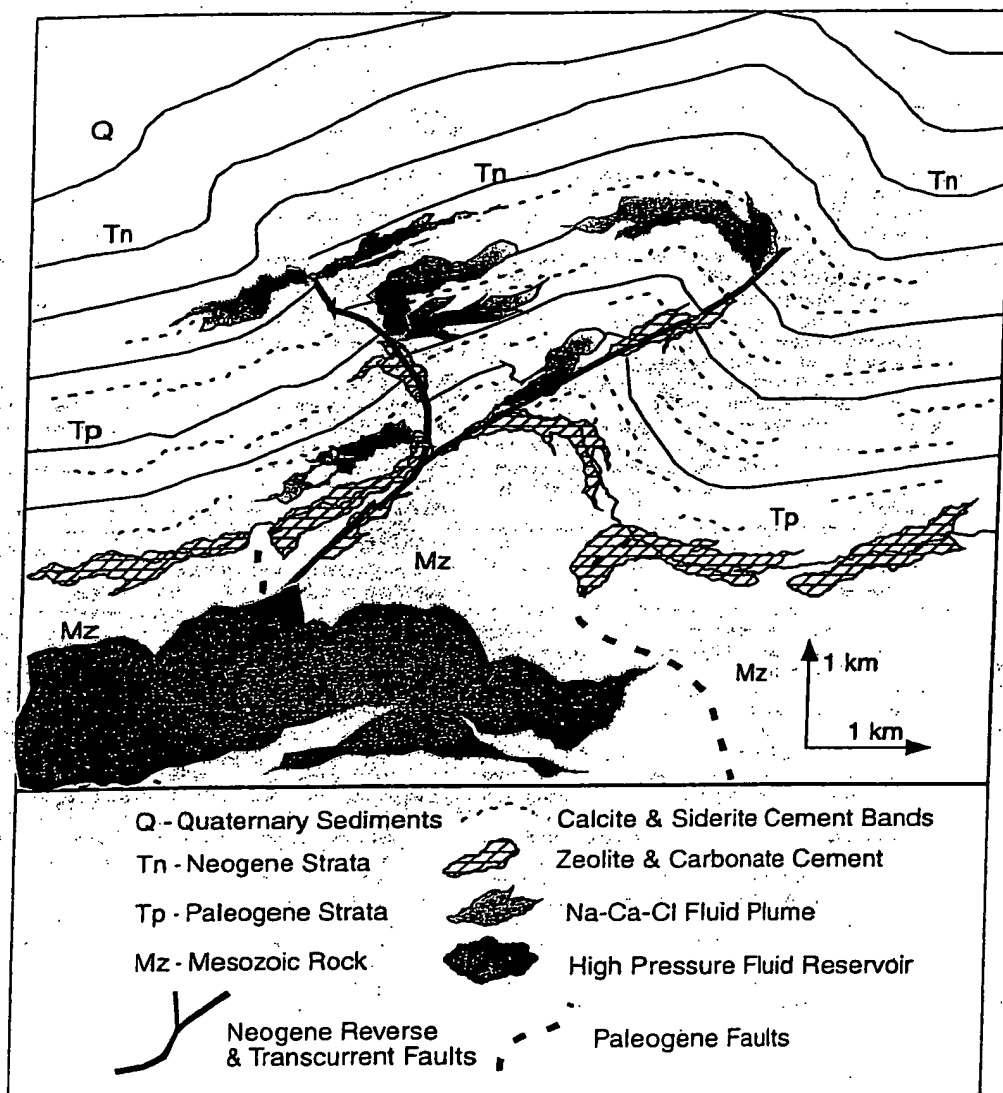 Q
Tn
Tn
Tn
Tp
Tp
Mz
Mz
Mz
1 km
1 km
Q - Quaternary Sediments
Calcite & Siderite Cement Bands
Tn - Neogene Strata
Zeolite & Carbonate Cement
Tp - Paleogene Strata
Na-Ca-Cl Fluid Plume
Mz - Mesozoic Rock
High Pressure Fluid Reservoir
Neogene Reverse
& Transcurrent Faults
Paleogene Faults